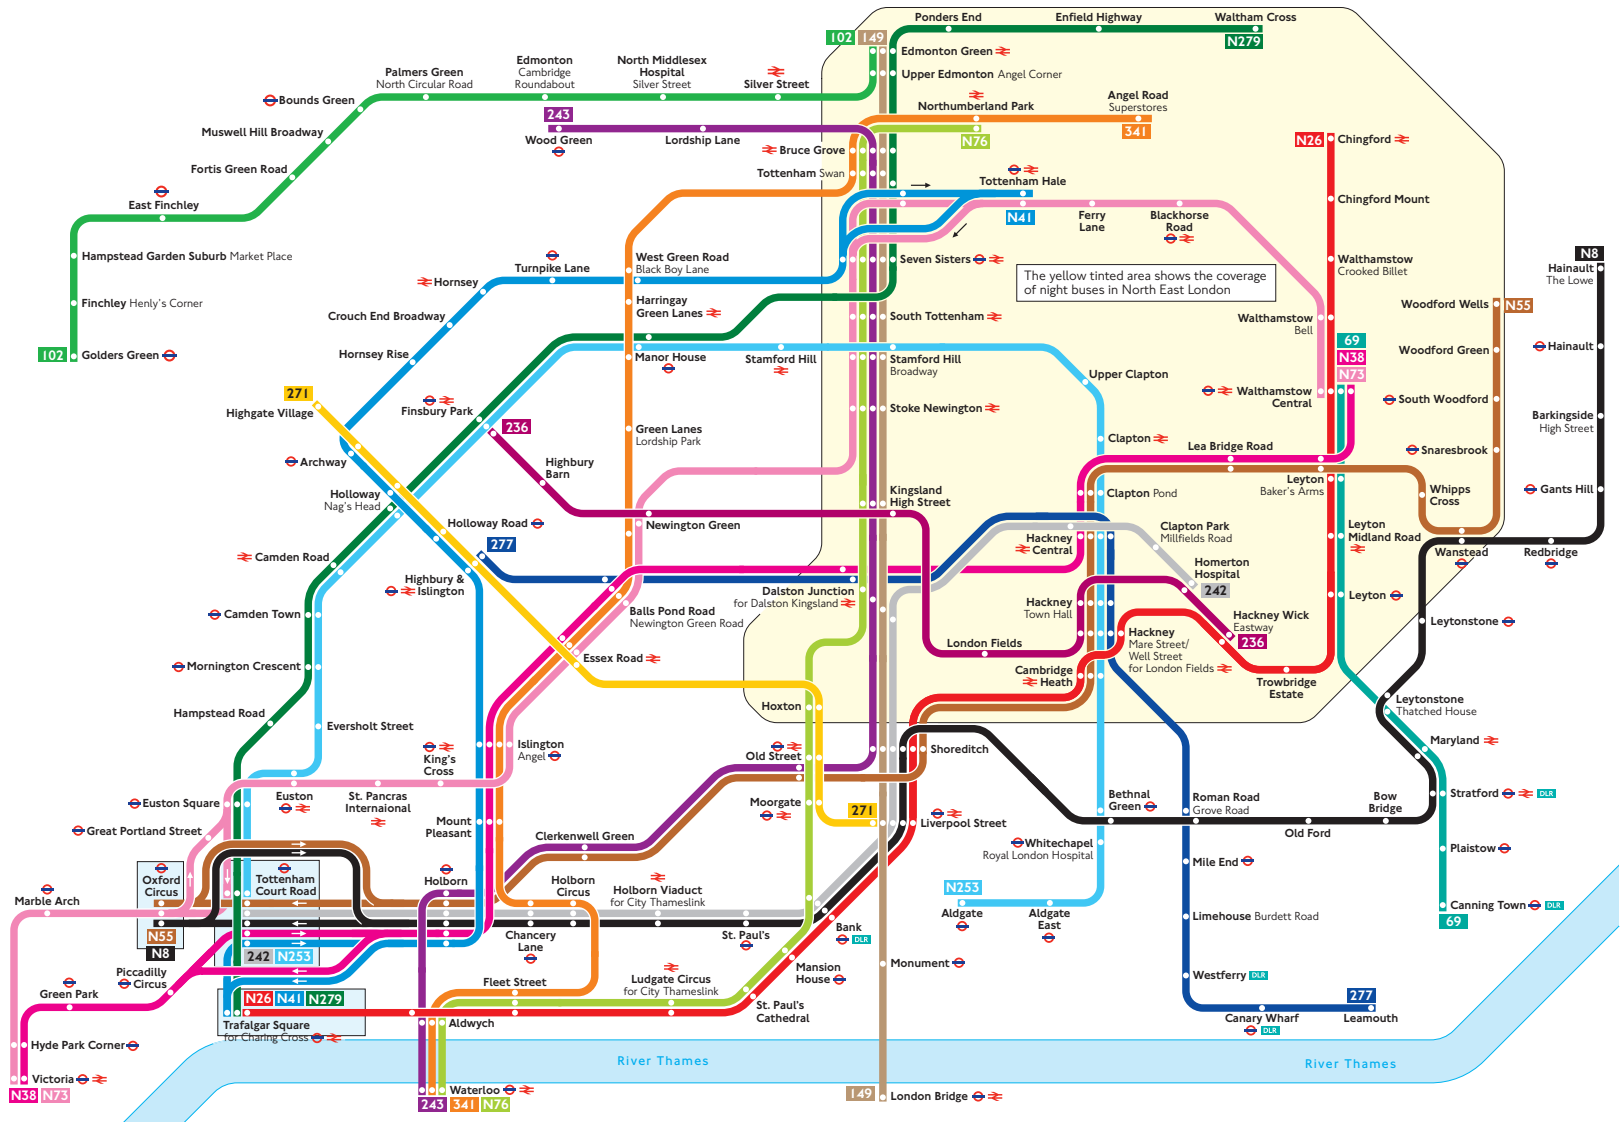 Ponders End
Enfield Highway
Waltham Cross
N279
102
149
Edmonton Green
Upper Edmonton Angel Corner
Edmonton
Cambridge
Roundabout
North Middlesex
Hospital
Silver Street
Silver Street
Palmers Green
North Circular Road
Bounds Green
Muswell Hill Broadway
Fortis Green Road
East Finchley
Hampstead Garden Suburb Market Place
Finchley Henly's Corner
102
Golders Green
243
Wood Green
Lordship Lane
Bruce Grove
Tottenham Swan
Northumberland Park
N76
Angel Road
Superstores
341
Tottenham Hale
N41
Ferry
Lane
Blackhorse
Road
N26
Chingford
Chingford Mount
Walthamstow
Crooked Billet
Walthamstow
Bell
69
N38
N73
Walthamstow
Central
The yellow tinted area shows the coverage
of night buses in North East London
N8
Hainault
The Lowe
Woodford Wells
N55
Woodford Green
Hainault
South Woodford
Barkingside
High Street
Snaresbrook
Gants Hill
Whipps
Cross
Wanstead
Redbridge
Turnpike Lane
Hornsey
Crouch End Broadway
Hornsey Rise
West Green Road
Black Boy Lane
Harringay
Green Lanes
Manor House
Stamford Hill
Seven Sisters
South Tottenham
Stamford Hill
Broadway
Stoke Newington
Upper Clapton
Clapton
Lea Bridge Road
Clapton Pond
Leyton
Baker's Arms
Leyton
Midland Road
Leyton
Leytonstone
271
Highgate Village
Finsbury Park
236
Archway
Highbury
Barn
Green Lanes
Lordship Park
Holloway
Nag's Head
Holloway Road
277
Newington Green
Kingsland
High Street
Hackney
Central
Clapton Park
Millfields Road
Homerton
Hospital
242
Camden Road
Highbury &
Islington
Camden Town
Mornington Crescent
Hampstead Road
Eversholt Street
Dalston Junction
for Dalston Kingsland
Balls Pond Road
Newington Green Road
Essex Road
Hackney
Town Hall
Hackney
Mare Street/
Well Street
for London Fields
Hackney Wick
Eastway
236
London Fields
Cambridge
Heath
Trowbridge
Estate
Leytonstone
Thatched House
Maryland
Stratford
DLR
Bow
Bridge
Old Ford
Plaistow
Canning Town
DLR
69
Hoxton
Old Street
Shoreditch
Moorgate
271
Liverpool Street
Bethnal
Green
Roman Road
Grove Road
Whitechapel
Royal London Hospital
Mile End
N253
Aldgate
Aldgate
East
Limehouse Burdett Road
Westferry
DLR
277
Canary Wharf
DLR
Leamouth
Islington
Angel
King's
Cross
Euston
St. Pancras
Internaional
Euston Square
Great Portland Street
Mount
Pleasant
Clerkenwell Green
Oxford
Circus
Tottenham
Court Road
Marble Arch
N55
N8
242
N253
Holborn
Holborn
Circus
Chancery
Lane
Holborn Viaduct
for City Thameslink
St. Paul's
Bank
DLR
Mansion
House
Monument
Piccadilly
Circus
Green Park
N26
N41
N279
Trafalgar Square
for Charing Cross
Fleet Street
Ludgate Circus
for City Thameslink
St. Paul's
Cathedral
Aldwych
Hyde Park Corner
Victoria
N38
N73
Waterloo
243
341
N76
River Thames
River Thames
149
London Bridge